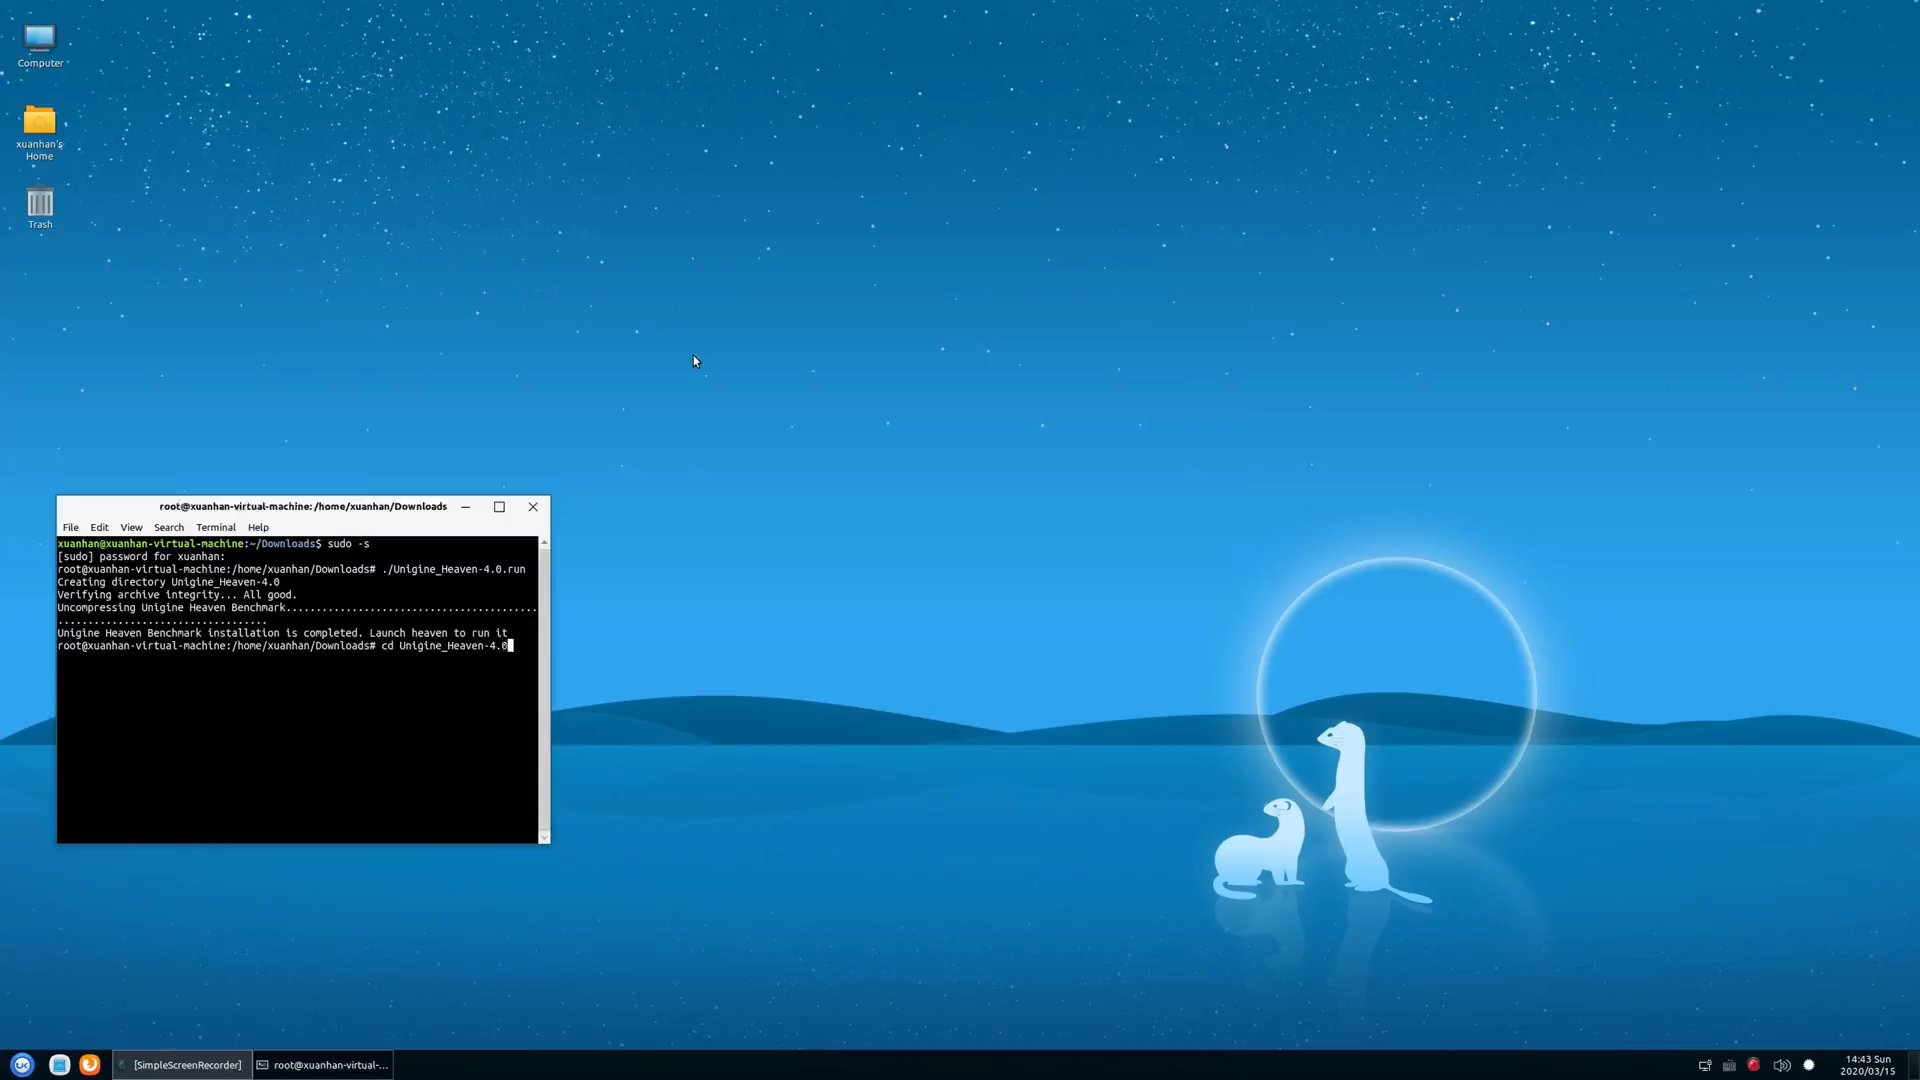 Computer
xuanhan's
Home
Trash
root@xuanhan-virtual-machine: /home/xuanhan/Downloads
File Edit View Search Terminal Help
xuanhan@xuanhan-virtual-machine:~/Downloads$ sudo -s
[sudo] password for xuanhan:
root@xuanhan-virtual-machine:/home/xuanhan/Downloads# ./Unigine_Heaven-4.0.run
Creating directory Unigine_Heaven-4.0
Verifying archive integrity... All good.
Uncompressing Unigine Heaven Benchmark..........................................
...................................
Unigine Heaven Benchmark installation is completed. Launch heaven to run it
root@xuanhan-virtual-machine:/home/xuanhan/Downloads# cd Unigine_Heaven-4.0
UK
[SimpleScreenRecorder]
root@xuanhan-virtual-...
14:43 Sun
2020/03/15